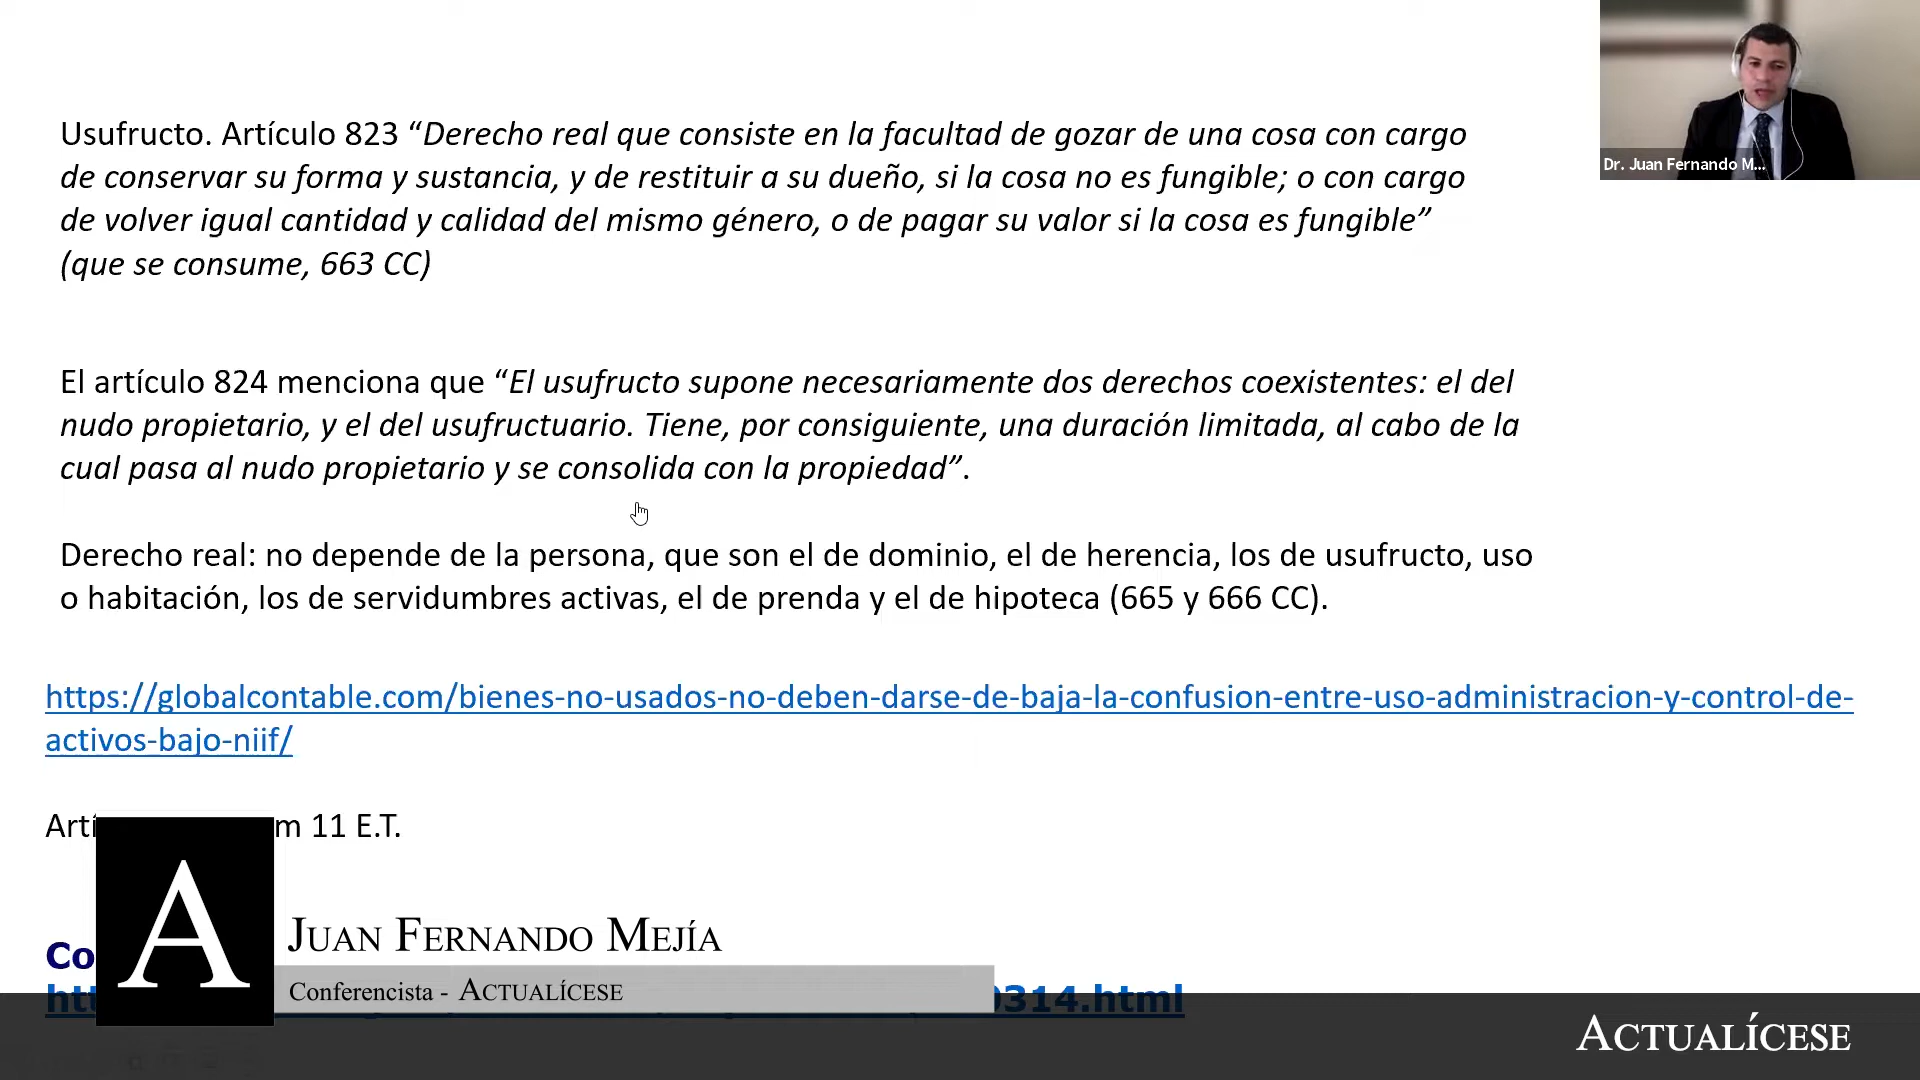 Usufructo. Artículo 823 “Derecho real que consiste en la facultad de gozar de una cosa con cargo
de conservar su forma y sustancia, y de restituir a su dueño, si la cosa no es fungible; o con cargo
de volver igual cantidad y calidad del mismo género, o de pagar su valor si la cosa es fungible”
(que se consume, 663 CC)
Dr. Juan Fernando M...
El artículo 824 menciona que “El usufructo supone necesariamente dos derechos coexistentes: el del
nudo propietario, y el del usufructuario. Tiene, por consiguiente, una duración limitada, al cabo de la
cual pasa al nudo propietario y se consolida con la propiedad”.
Derecho real: no depende de la persona, que son el de dominio, el de herencia, los de usufructo, uso
o habitación, los de servidumbres activas, el de prenda y el de hipoteca (665 y 666 CC).
https://globalcontable.com/bienes-no-usados-no-deben-darse-de-baja-la-confusion-entre-uso-administracion-y-control-de-
activos-bajo-niif/
11 E.T.
A
JUAN FERNANDO MEJÍA
Conferencista - ACTUALÍCESE
0314.html
ACTUALÍCESE